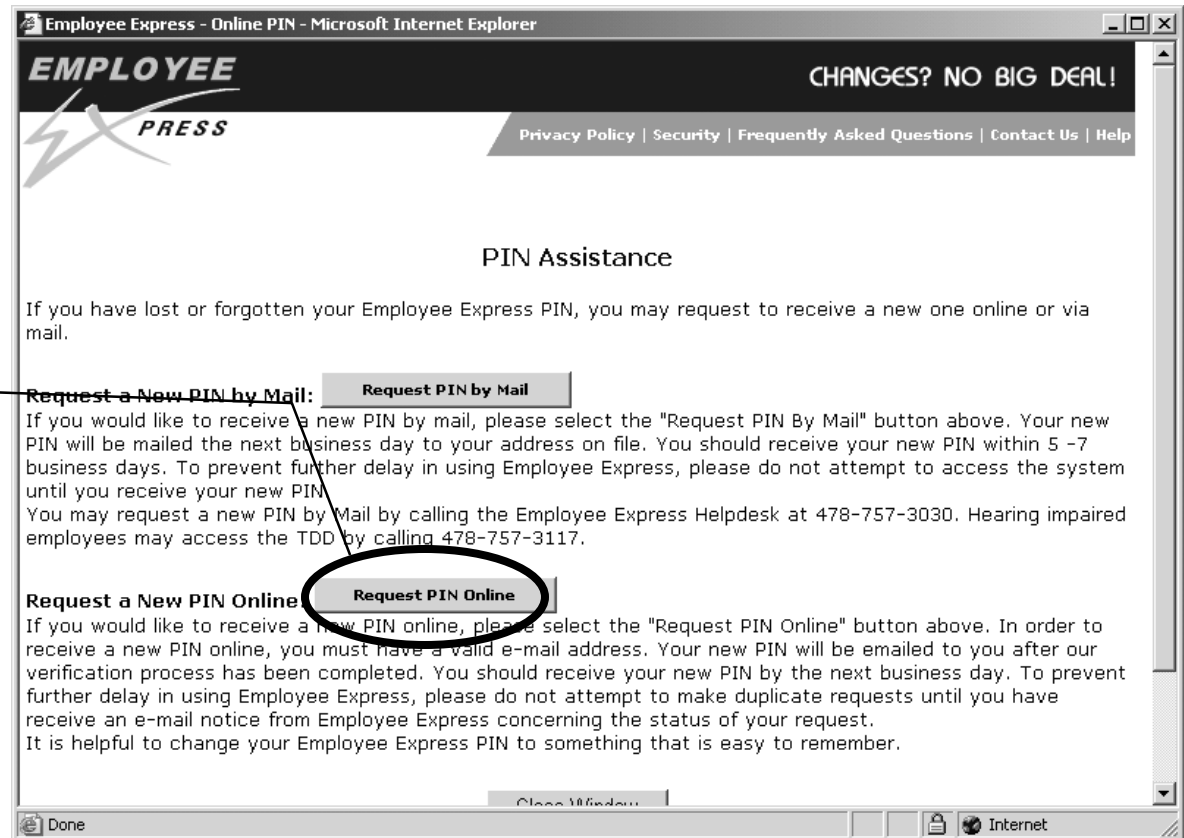 Employee Express - Online PIN - Microsoft Internet Explorer
EMPLOYEE
CHANGES? NO BIG DEAL!
PRESS
Privacy Policy | Security | Frequently Asked Questions | Contact Us | Help
PIN Assistance
If you have lost or forgotten your Employee Express PIN, you may request to receive a new one online or via
mail.
Request a New PIN by Mail: Request PIN by Mail
If you would like to receive a new PIN by mail, please select the "Request PIN By Mail" button above. Your new
PIN will be mailed the next business day to your address on file. You should receive your new PIN within 5 -7
business days. To prevent further delay in using Employee Express, please do not attempt to access the system
until you receive your new PIN
You may request a new PIN by Mail by calling the Employee Express Helpdesk at 478-757-3030. Hearing impaired
employees may access the TDD by calling 478-757-3117.
Request a New PIN Online: Request PIN Online
If you would like to receive a new PIN online, please select the "Request PIN Online" button above. In order to
receive a new PIN online, you must have a valid e-mail address. Your new PIN will be emailed to you after our
verification process has been completed. You should receive your new PIN by the next business day. To prevent
further delay in using Employee Express, please do not attempt to make duplicate requests until you have
receive an e-mail notice from Employee Express concerning the status of your request.
It is helpful to change your Employee Express PIN to something that is easy to remember.
Close Window
Done
Internet